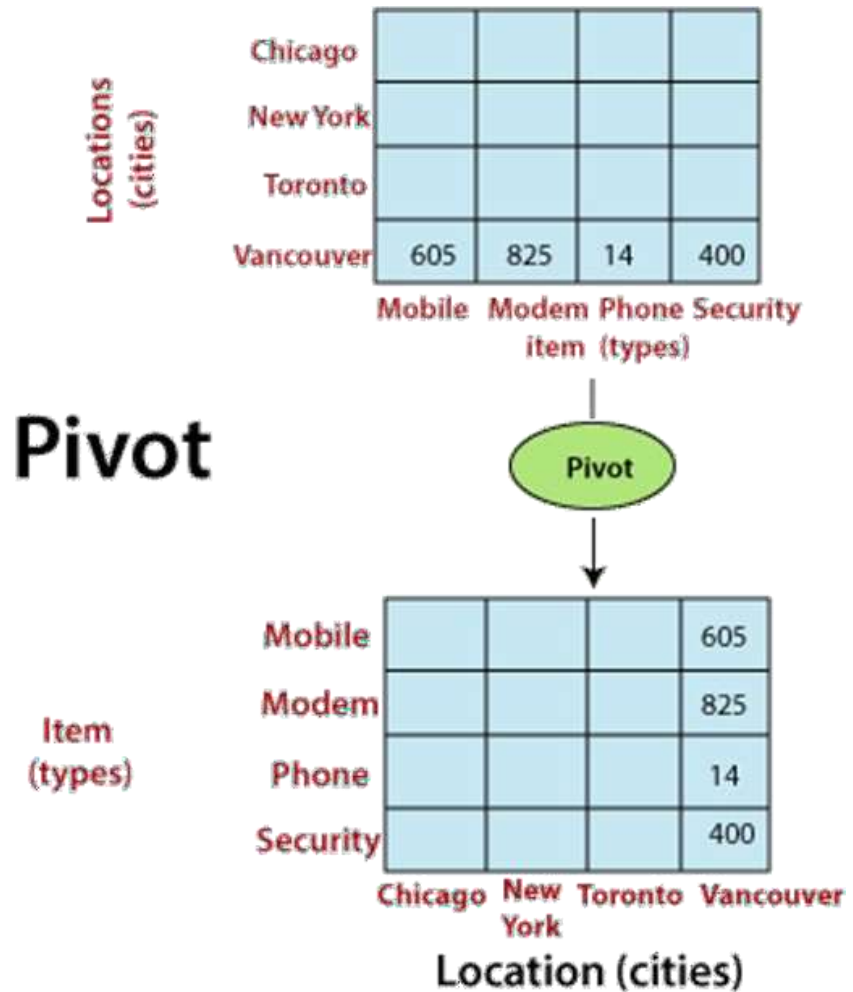 Locations
(cities)
Chicago
New York
Toronto
Vancouver 605 825 14 400
Mobile Modem Phone Security
item (types)
Pivot
Pivot
Item
(types)
Mobile 605
Modem 825
Phone 14
Security 400
Chicago New York Toronto Vancouver
Location (cities)